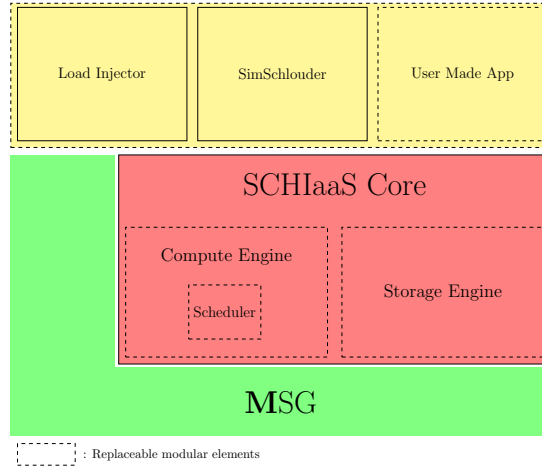 Load Injector
SimSchlouder
User Made App
SCHIaaS Core
Compute Engine
Scheduler
Storage Engine
MSG
: Replaceable modular elements